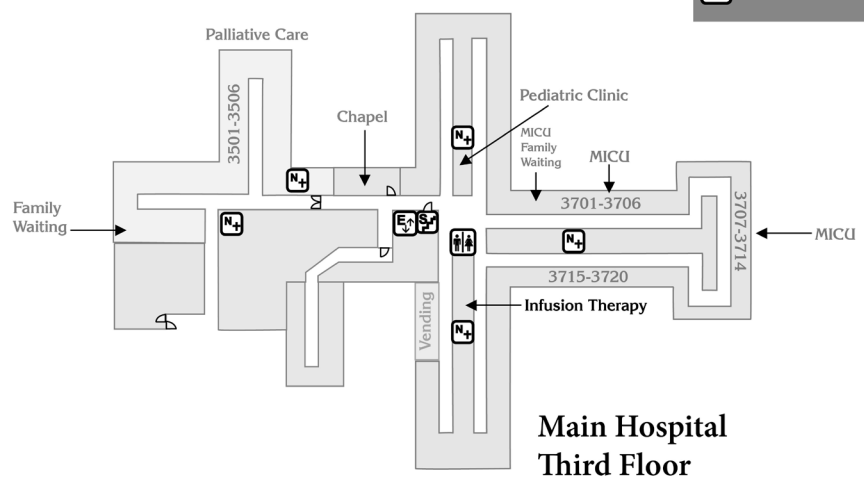 Palliative Care
3501-3506
Chapel
Pediatric Clinic
MICU
Family
Waiting
MICU
3701-3706
3707-3714
MICU
Family
Waiting
N+
N+
N+
E
S
N+
3715-3720
Infusion Therapy
Vending
N+
Main Hospital
Third Floor